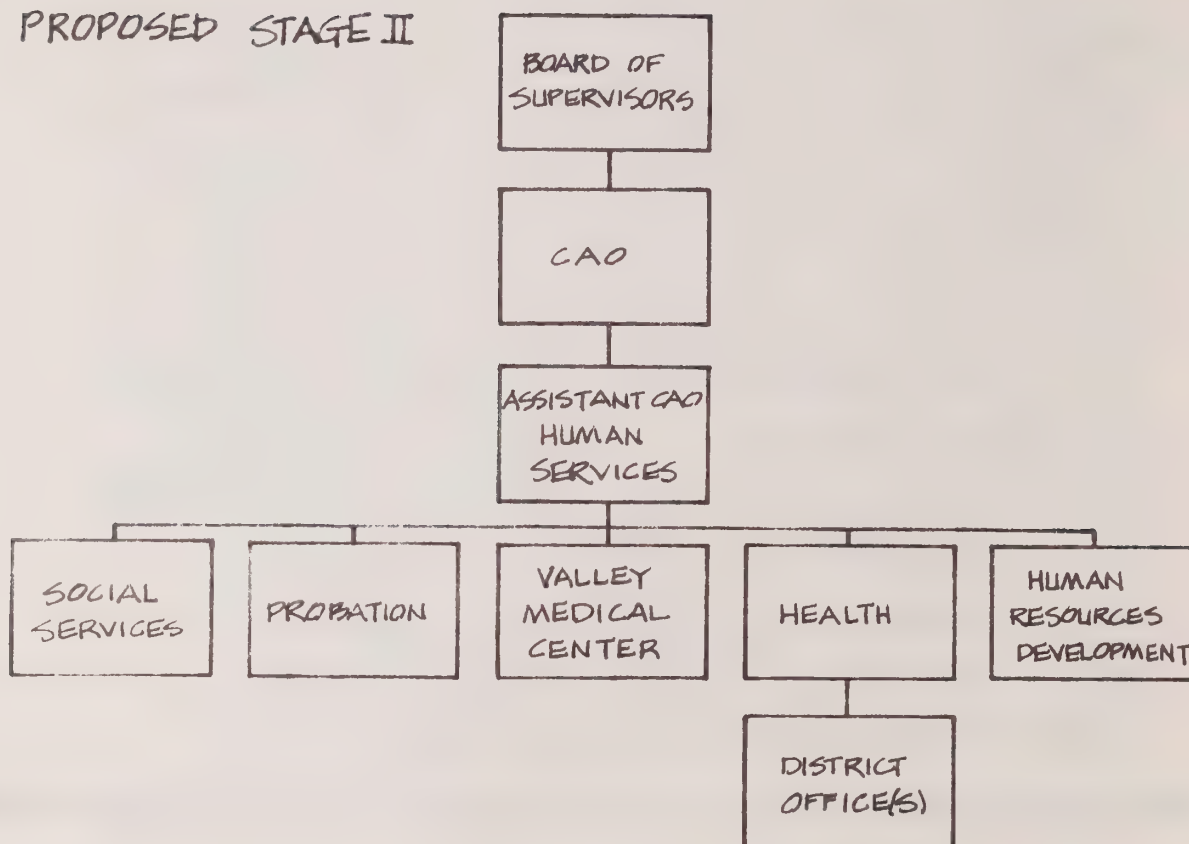 PROPOSED STAGE II
BOARD OF
SUPERVISORS
CAO
ASSISTANT CAO
HUMAN
SERVICES
SOCIAL
SERVICES
PROBATION
VALLEY
MEDICAL
CENTER
HEALTH
HUMAN
RESOURCES
DEVELOPMENT
DISTRICT
OFFICE(S)